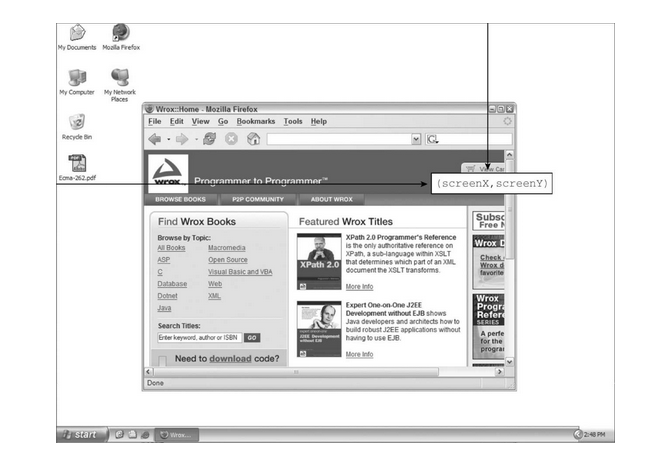 My Documents
Mozilla Firefox
My Computer
My Network
Places
Recycle Bin
Ecma-262.pdf
Wrox::Home - Mozilla Firefox
File Edit View Go Bookmarks Tools Help
G
View Car
wrox
Programmer to Programmer™
(screenX,screenY)
BROWSE BOOKS P2P COMMUNITY ABOUT WROX
Find Wrox Books
Browse by Topic:
All Books Macromedia
ASP Open Source
C Visual Basic and VBA
Database Web
Dotnet XML
Java
Search Titles:
Enter keyword, author or ISBN GO
Need to download code?
Featured Wrox Titles
XPath 2.0
XPath 2.0 Programmer's Reference
is the only authoritative reference on
XPath, a sub-language within XSLT
that determines which part of an XML
document the XSLT transforms.
More Info
Expert One-on-One J2EE
Development without EJB shows
Java developers and architects how to
build robust J2EE applications without
having to use EJB.
More Info
Subsc
Free N
Wrox D
Check
Wrox d
favorite
Wrox
Progra
Refere
SERIES
A perfe
for the
program
Done
start
Wrox...
2:48 PM